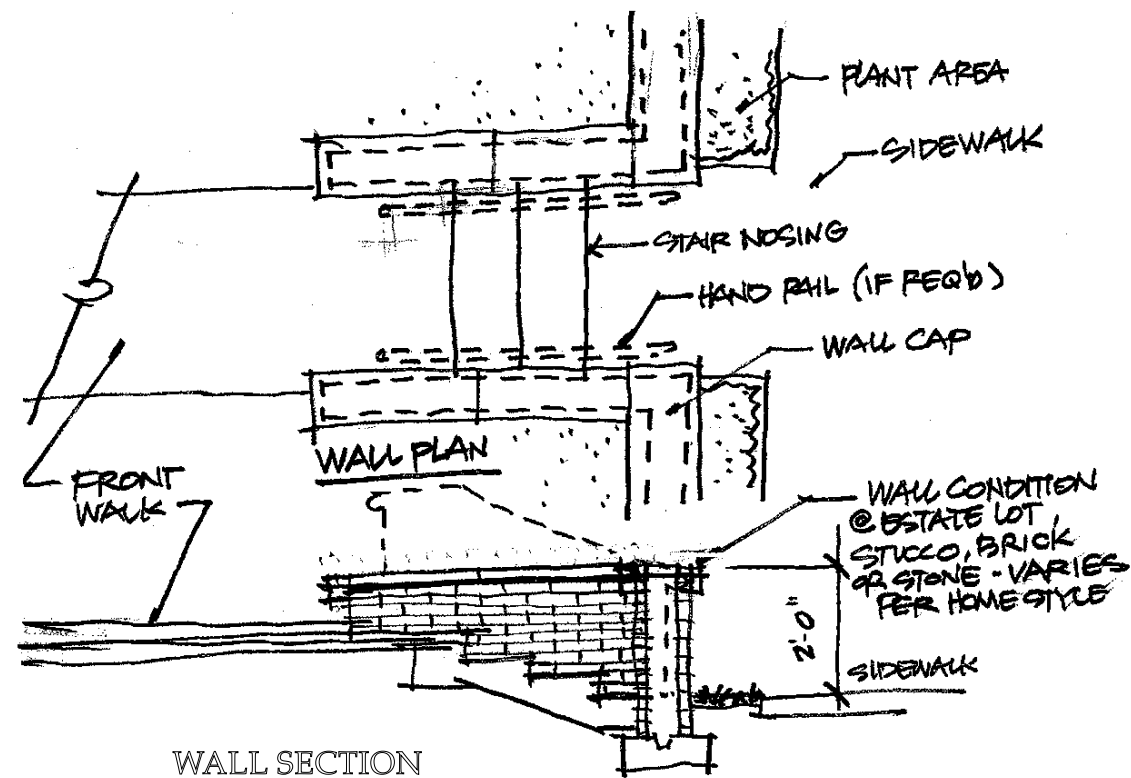 PLANT AREA
SIDEWALK
STAIR NOSING
HAND RAIL (IF REQ'D)
WALL CAP
WALL PLAN
FRONT
WALK
WALL CONDITION
@ ESTATE LOT,
STUCCO, BRICK
OR STONE - VARIES
PER HOME STYLE
2'-0"
SIDEWALK
WALL SECTION